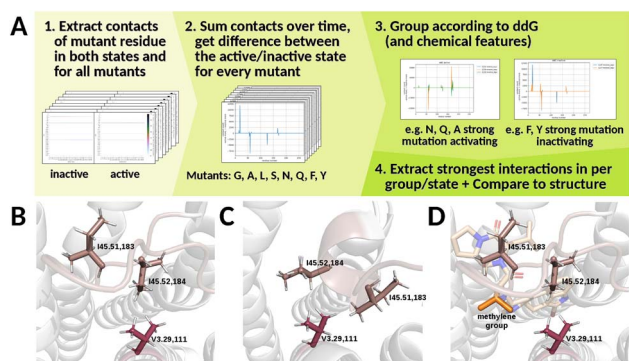 A
1. Extract contacts
of mutant residue
in both states and
for all mutants
inactive
active
2. Sum contacts over time,
get difference between
the active/inactive state
for every mutant
Mutants: G, A, L, S, N, Q, F, Y
3. Group according to ddG
(and chemical features)
e.g. N, Q, A strong
mutation activating
e.g. F, Y strong mutation
inactivating
4. Extract strongest interactions in per
group/state + Compare to structure
B
I45.51,183
I45.52,184
V3.29,111
C
I45.52,184
I45.51,183
V3.29,111
D
I45.51,183
I45.52,184
methylene
group
V3.29,111